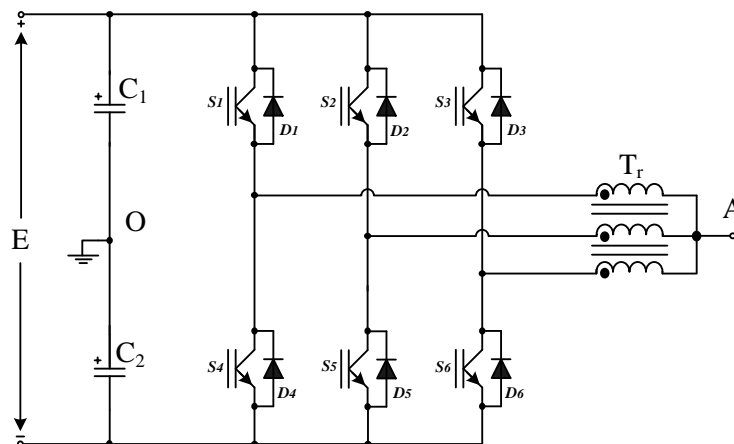 +
C1
+
S1
D1
S2
D2
S3
D3
Tr
A
O
E
C2
+
S4
D4
S5
D5
S6
D6
−